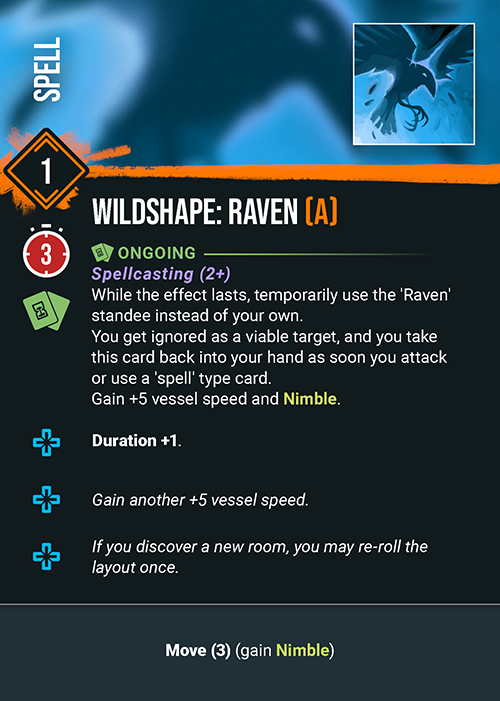 SPELL
1
WILDSHAPE: RAVEN (A)
3
ONGOING
Spellcasting (2+)
While the effect lasts, temporarily use the 'Raven'
standee instead of your own.
You get ignored as a viable target, and you take
this card back into your hand as soon you attack
or use a 'spell' type card.
Gain +5 vessel speed and Nimble.
Duration +1.
Gain another +5 vessel speed.
If you discover a new room, you may re-roll the
layout once.
Move (3) (gain Nimble)